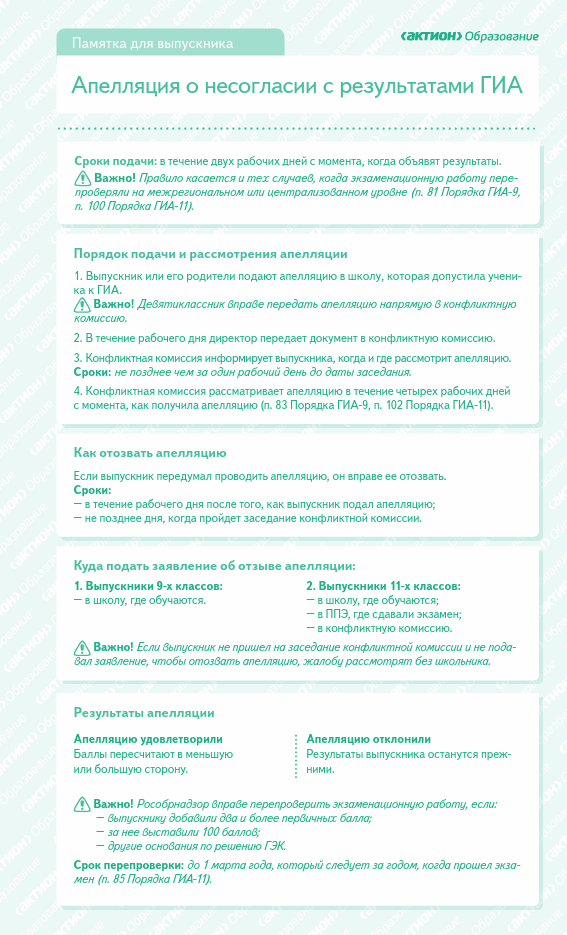 Памятка для выпускника
актион Образование
Апелляция о несогласии с результатами ГИА
Сроки подачи: в течение двух рабочих дней с момента, когда объявят результаты.
Важно! Правило касается и тех случаев, когда экзаменационную работу пере-
проверяли на межрегиональном или централизованном уровне (п. 81 Порядка ГИА-9,
п. 100 Порядка ГИА-11).
Порядок подачи и рассмотрения апелляции
1. Выпускник или его родители подают апелляцию в школу, которая допустила учени-
ка к ГИА.
Важно! Девятиклассник вправе передать апелляцию напрямую в конфликтную
комиссию.
2. В течение рабочего дня директор передает документ в конфликтную комиссию.
3. Конфликтная комиссия информирует выпускника, когда и где рассмотрит апелляцию.
Сроки: не позднее чем за один рабочий день до даты заседания.
4. Конфликтная комиссия рассматривает апелляцию в течение четырех рабочих дней
с момента, как получила апелляцию (п. 83 Порядка ГИА-9, п. 102 Порядка ГИА-11).
Как отозвать апелляцию
Если выпускник передумал проводить апелляцию, он вправе ее отозвать.
Сроки:
— в течение рабочего дня после того, как выпускник подал апелляцию;
— не позднее дня, когда пройдет заседание конфликтной комиссии.
Куда подать заявление об отзыве апелляции:
1. Выпускники 9-х классов:
— в школу, где обучаются.
2. Выпускники 11-х классов:
— в школу, где обучаются;
— в ППЭ, где сдавали экзамен;
— в конфликтную комиссию.
Важно! Если выпускник не пришел на заседание конфликтной комиссии и не пода-
вал заявление, чтобы отозвать апелляцию, жалобу рассмотрят без школьника.
Результаты апелляции
Апелляцию удовлетворили
Баллы пересчитают в меньшую
или большую сторону.
Апелляцию отклонили
Результаты выпускника останутся преж-
ними.
Важно! Рособрнадзор вправе перепроверить экзаменационную работу, если:
— выпускнику добавили два и более первичных балла;
— за нее выставили 100 баллов;
— другие основания по решению ГЭК.
Срок перепроверки: до 1 марта года, который следует за годом, когда прошел экза-
мен (п. 85 Порядка ГИА-11).